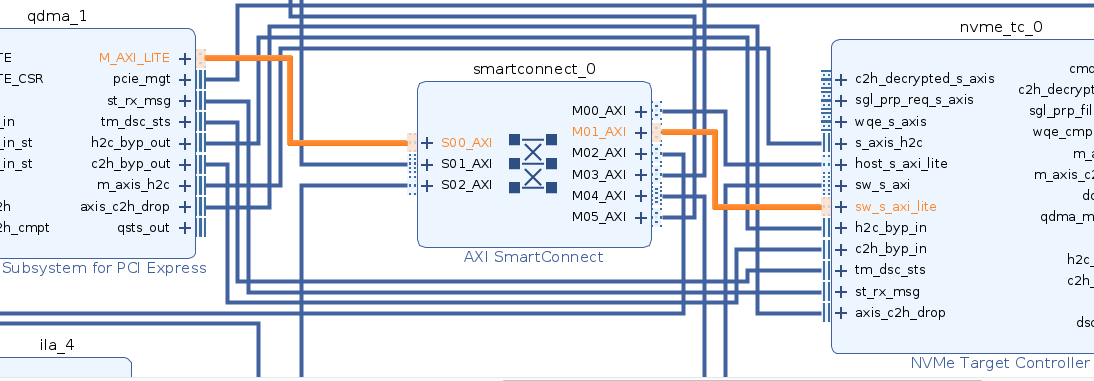 qdma_1
TE
TE_CSR
_in
_in_st
_in_st
2h
2h_cmpt
M_AXI_LITE
pcie_mgt
st_rx_msg
tm_dsc_sts
h2c_byp_out
c2h_byp_out
m_axis_h2c
axis_c2h_drop
qsts_out
Subsystem for PCI Express
ila_4
smartconnect_0
S00_AXI
S01_AXI
S02_AXI
M00_AXI
M01_AXI
M02_AXI
M03_AXI
M04_AXI
M05_AXI
AXI SmartConnect
nvme_tc_0
c2h_decrypted_s_axis
sgl_prp_req_s_axis
wqe_s_axis
s_axis_h2c
host_s_axi_lite
sw_s_axi
sw_s_axi_lite
h2c_byp_in
c2h_byp_in
tm_dsc_sts
st_rx_msg
axis_c2h_drop
cmd
c2h_decrypt
sgl_prp_fil
wqe_cmp
m_a
m_axis_c2
do
qdma_m
h2c_
c2h_
dsc
NVMe Target Controller